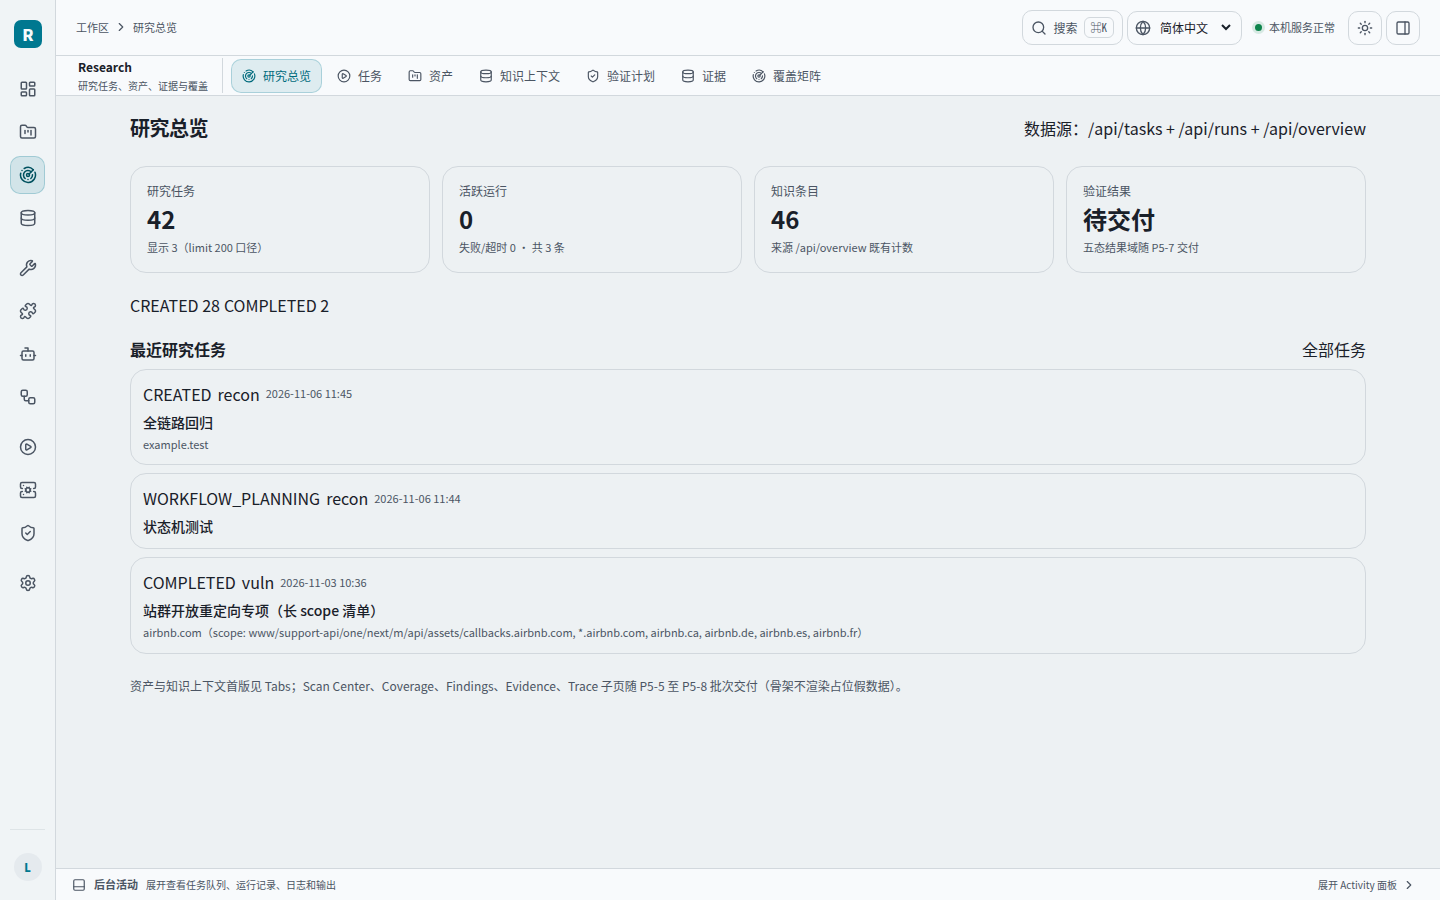 R
工作区 > 研究总览
搜索 ⌘K
简体中文
本机服务正常
Research
研究任务、资产、证据与覆盖
研究总览
任务
资产
知识上下文
验证计划
证据
覆盖矩阵
研究总览
数据源：/api/tasks + /api/runs + /api/overview
研究任务
42
显示 3（limit 200 口径）
活跃运行
0
失败/超时 0 · 共 3 条
知识条目
46
来源 /api/overview 既有计数
验证结果
待交付
五态结果域随 P5-7 交付
CREATED 28 COMPLETED 2
最近研究任务
全部任务
CREATED recon 2026-11-06 11:45
全链路回归
example.test
WORKFLOW_PLANNING recon 2026-11-06 11:44
状态机测试
COMPLETED vuln 2026-11-03 10:36
站群开放重定向专项（长 scope 清单）
airbnb.com（scope: www/support-api/one/next/m/api/assets/callbacks.airbnb.com, *.airbnb.com, airbnb.ca, airbnb.de, airbnb.es, airbnb.fr）
资产与知识上下文首版见 Tabs；Scan Center、Coverage、Findings、Evidence、Trace 子页随 P5-5 至 P5-8 批次交付（骨架不渲染占位假数据）。
L
后台活动 展开查看任务队列、运行记录、日志和输出
展开 Activity 面板